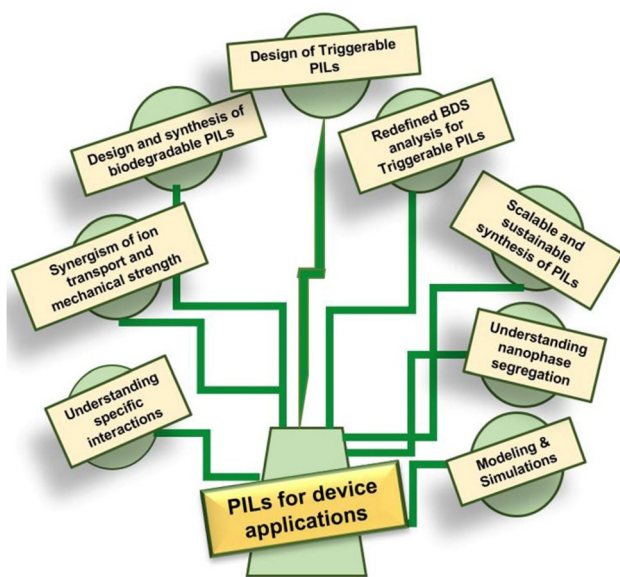 Design of Triggerable
PILs
Design and synthesis of
biodegradable PILs
Redefined BDS
analysis for
Triggerable PILs
Synergism of ion
transport and
mechanical strength
Scalable and
sustainable
synthesis of PILs
Understanding
specific
interactions
Understanding
nanophase
segregation
Modeling &
Simulations
PILs for device
applications